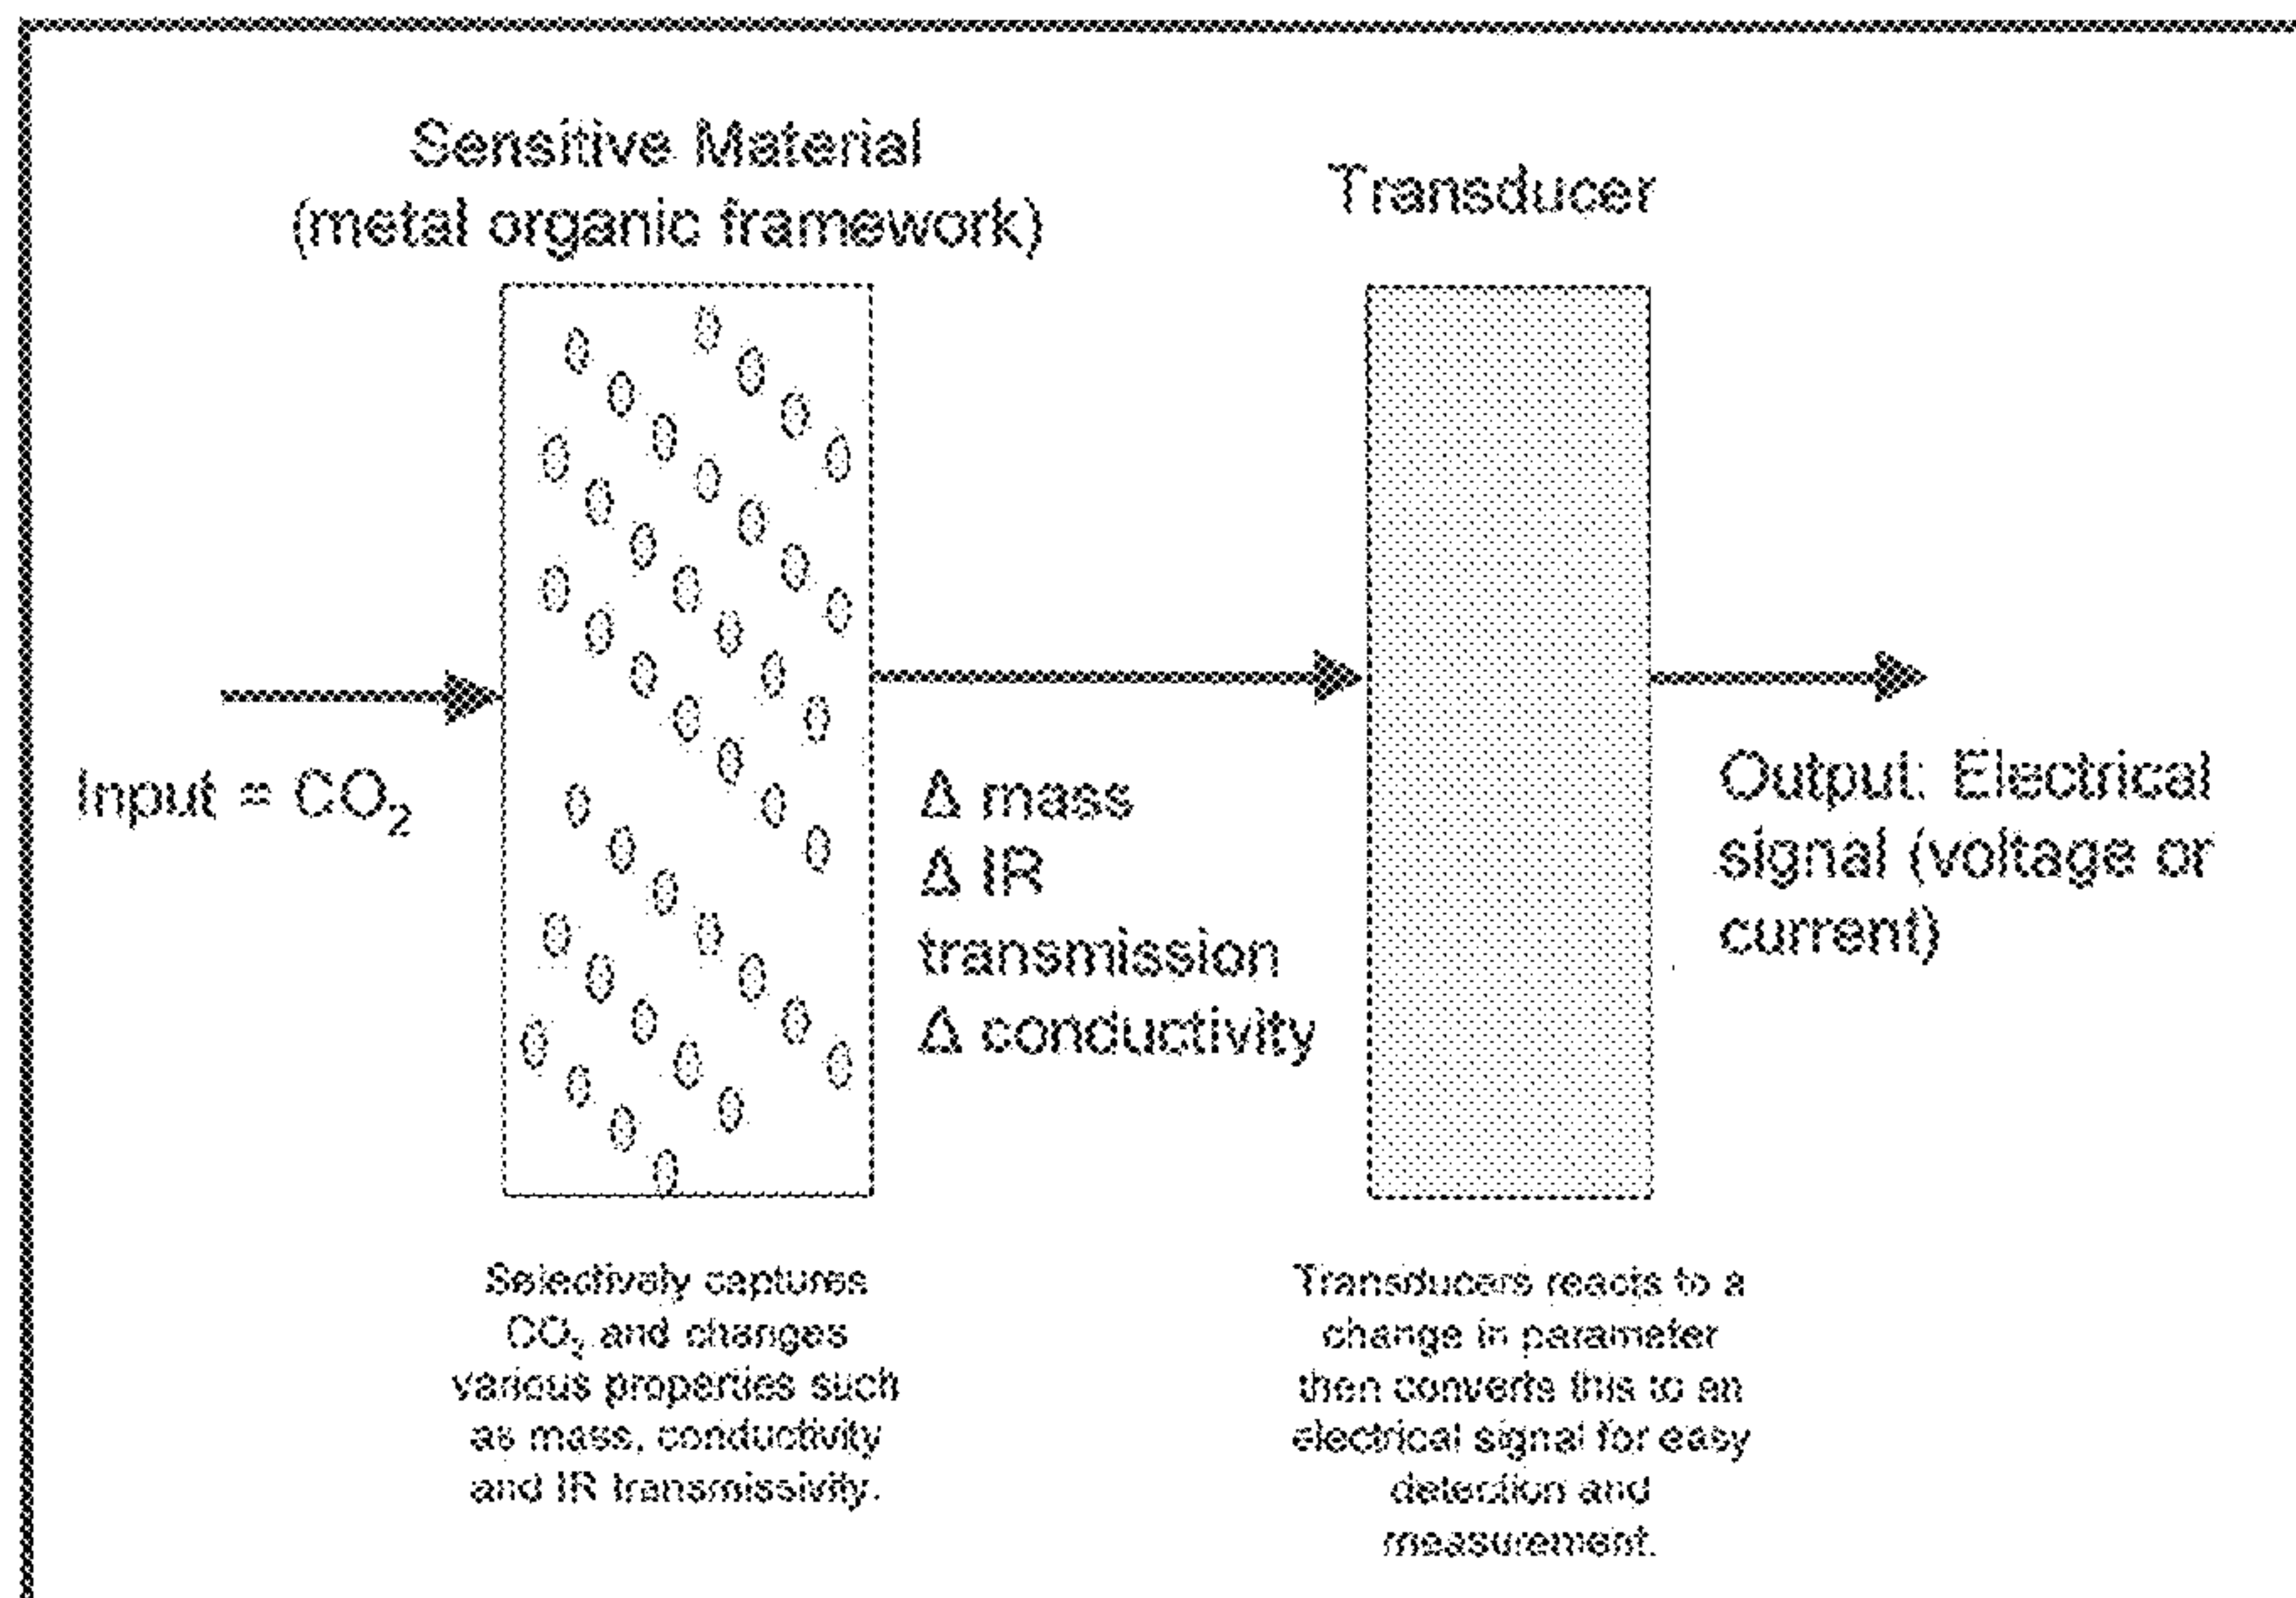 Sensitive Material
(metal organic framework)
Transducer
Input = CO₂
Δ mass
Δ IR
transmission
Δ conductivity
Output: Electrical
signal (voltage or
current)
Selectively captures
CO₂ and changes
various properties such
as mass, conductivity
and IR transmissivity.
Transducers reacts to a
change in parameter
then converts this to an
electrical signal for easy
detection and
measurement.